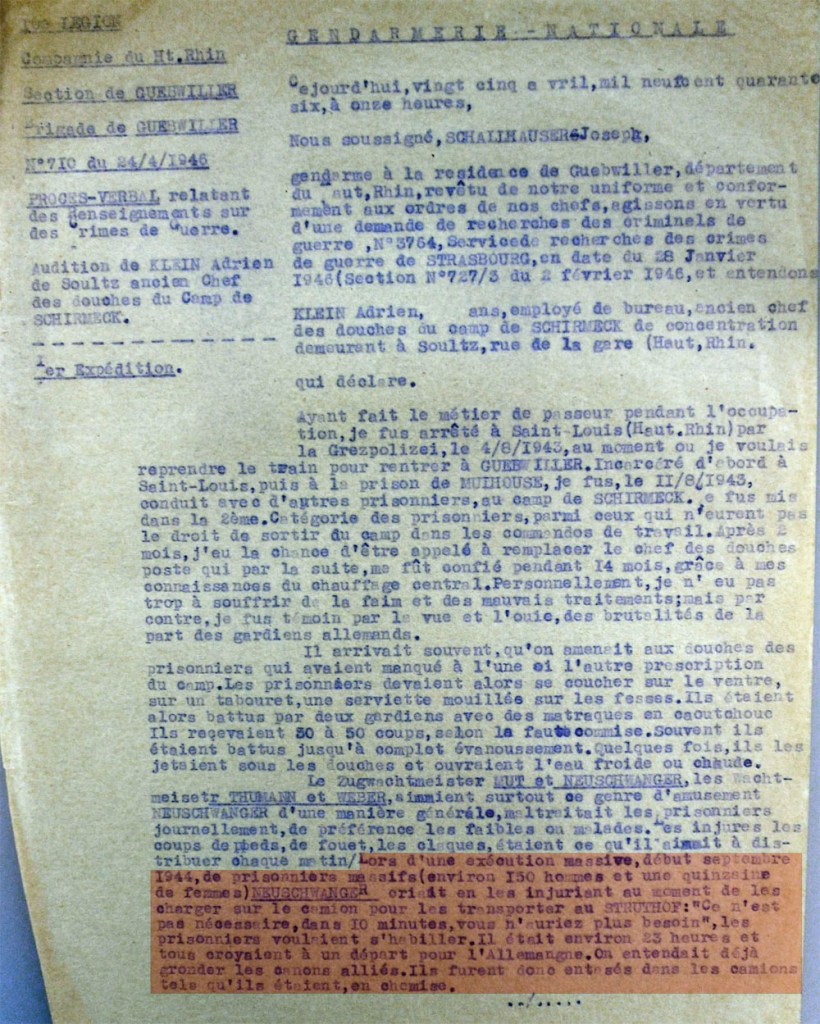 10e LEGION
Compagnie du Ht.Rhin
Section de GUEBWILLER
Brigade de GUEBWILLER
N°710 du 24/4/1946
PROCES-VERBAL relatant
des Renseignements sur
des Crimes de Guerre.
Audition de KLEIN Adrien
de Soultz ancien Chef
des douches du Camp de
SCHIRMECK.
- - - - - - - - - - - - - -
1er Expédition.
GENDARMERIE-NATIONALE
Cejourd'hui,vingt cinq a vril,mil neufcent quarante
six,à onze heures,
Nous soussigné,SCHALLHAUSER Joseph,
gendarme à la residence de Guebwiller,département
du Haut,Rhin,revêtu de notre uniforme et confor-
mément aux ordres de nos chefs,agissons en vertu
d'une demande de recherches des criminels de
guerre ,N°3764,Servicede recherches des crimes
de guerre de STRASBOURG,en date du 28 Janvier
1946(Section N°727/3 du 2 février 1946,et entendons
KLEIN Adrien, ans,employé de bureau,ancien chef
des douches du camp de SCHIRMECK de concentration
demeurant à Soultz,rue de la gare (Haut,Rhin.
qui déclare.
Ayant fait le métier de passeur pendant l'occupa-
tion,je fus arrêté à Saint-Louis(Haut.Rhin)par
la Grezpolizei,le 4/8/1943,au moment ou je voulais
reprendre le train pour rentrer à GUEBWILLER.Incarcéré d'abord à
Saint-Louis,puis à la prison de MULHOUSE,je fus,le 11/8/1943,
conduit avec d'autres prisonniers,au camp de SCHIRMECK. e fus mis
dans la 2ème.Catégorie des prisonniers,parmi ceux qui n'eurent pas
le droit de sortir du camp dans les commandos de travail.Après 2
mois,j'eu la chance d'être appelé à remplacer le chef des douches
poste qui par la suite,me fût confié pendant 14 mois,grâce à mes
connaissances du chauffage central.Personnellement,je n' eu pas
trop à souffrir de la faim et des mauvais traitements;mais par
contre,je fus témoin par la vue et l'ouie,des brutalités de la
part des gardiens allemands.
Il arrivait souvent,qu'on amenait aux douches des
prisonniers qui avaient manqué à l'une ei l'autre prescription
du camp.Les prisonniers devaient alors se coucher sur le ventre,
sur un tabouret,une serviette mouillée sur les fesses.Ils étaient
alors battus par deux gardiens avec des matraques en caoutchouc
Ils reçevaient 30 à 50 coups,selon la faute commise.Souvent ils
étaient battus jusqu'à complet évanoussement.Quelques fois,ils les
jetaient sous les douches et ouvraient l'eau froide ou chaude.
Le Zugwachtmeister MUT et NEUSCHWANGER,les Wacht-
meisetr THUMANN et WEBER,aimaient surtout ce genre d'amusement
NEUSCHWANGER d'une manière générale,maltreitait les prisonniers
journellement,de préférence les faibles ou malades. es injures les
coups de pieds,de fouet,les claques,étaient ce qu'il aimait à dis-
tribuer chaque matin/Lors d'une exécution massive,début septembre
1944,de prisonniers massifs(environ 150 hommes et une quinzaine
de femmes)NEUSCHWANGER criait en les injuriant au moment de les
charger sur le camion pour les transporter au STRUTHOF:"Ce n'est
pas nécessaire,dans 10 minutes,vous n'auriez plus besoin",les
prisonniers voulaient s'habiller.Il était environ 23 heures et
tous croyaient à un départ pour l'Allemangne.On entendait déjà
gronder les canons alliés.Ils furent donc entasés dans les camions
tels qu'ils étaient,en chemise.
../.....